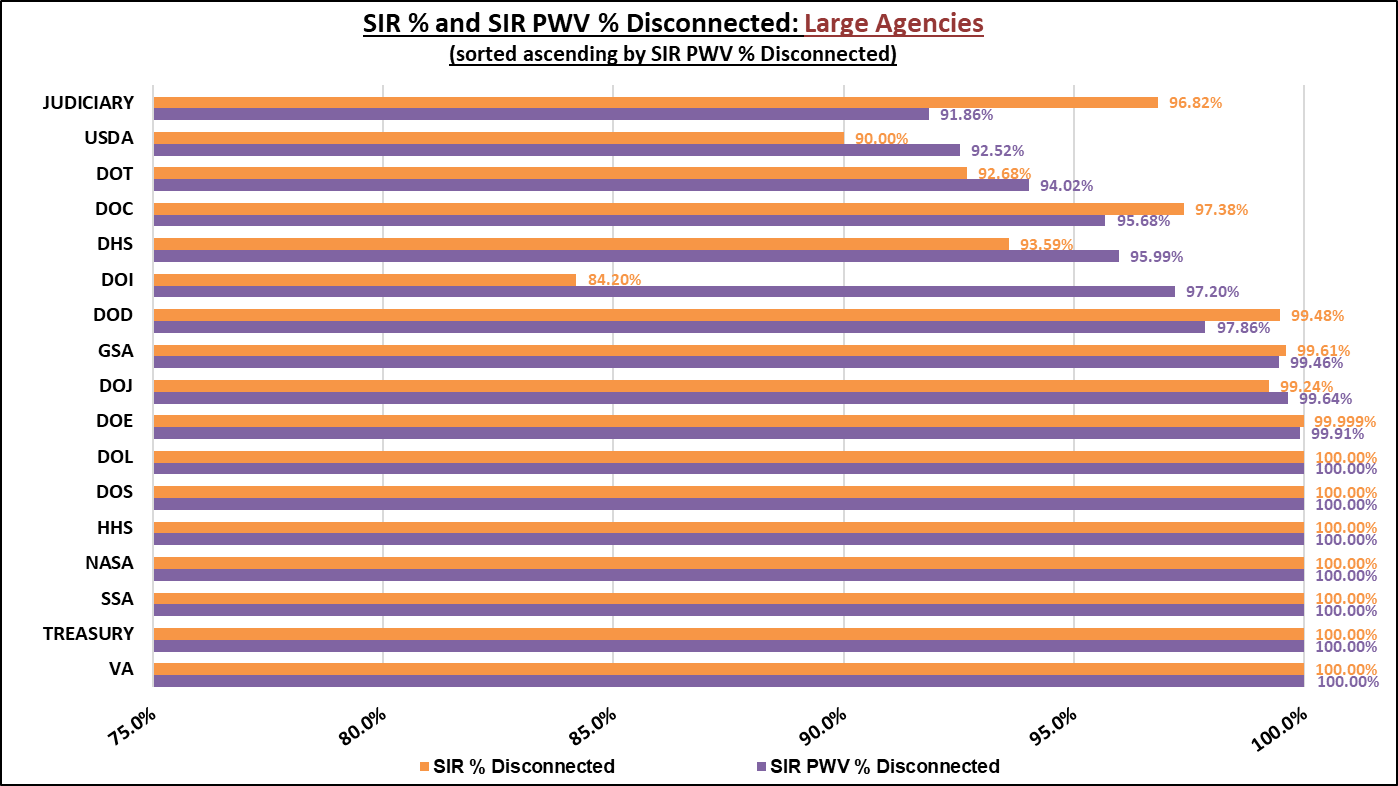 SIR % and SIR PWV % Disconnected: Large Agencies
(sorted ascending by SIR PWV % Disconnected)
JUDICIARY 96.82%
91.86%
USDA 90.00%
92.52%
DOT 92.68%
94.02%
DOC 97.38%
95.68%
DHS 93.59%
95.99%
DOI 84.20%
97.20%
DOD 99.48%
97.86%
GSA 99.61%
99.46%
DOJ 99.24%
99.64%
DOE 99.999%
99.91%
DOL 100.00%
100.00%
DOS 100.00%
100.00%
HHS 100.00%
100.00%
NASA 100.00%
100.00%
SSA 100.00%
100.00%
TREASURY 100.00%
100.00%
VA 100.00%
100.00%
75.0% 80.0% 85.0% 90.0% 95.0% 100.0%
SIR % Disconnected SIR PWV % Disconnected